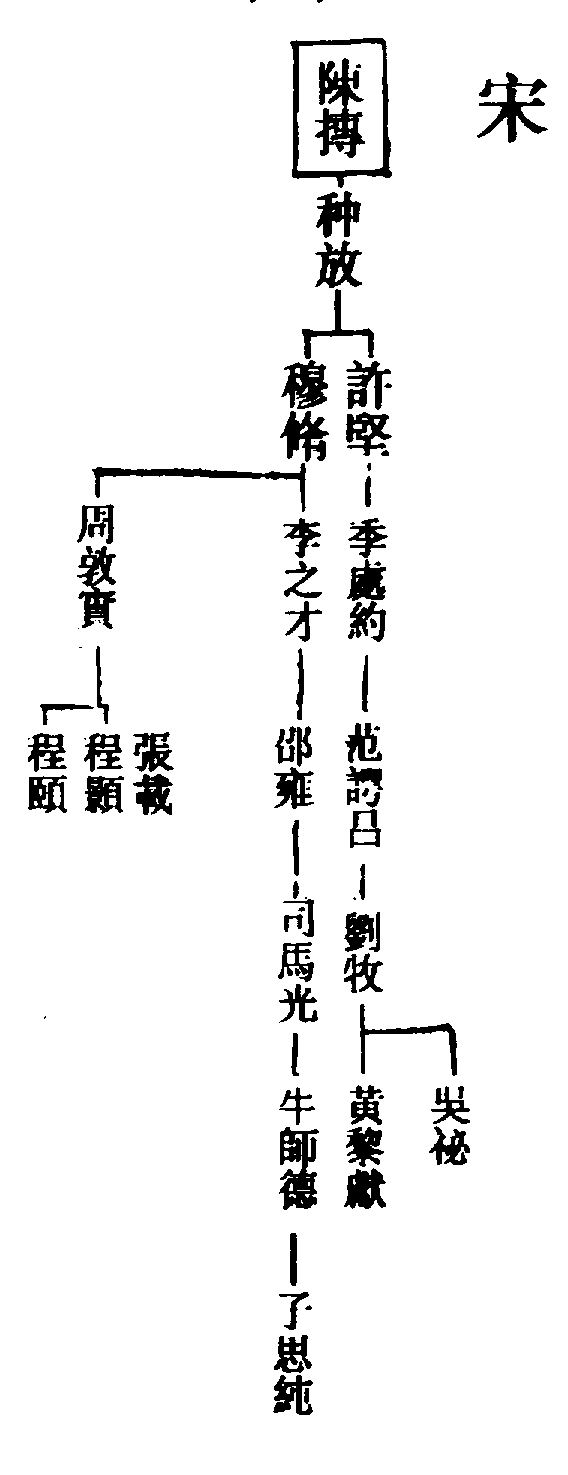 宋
陳摶
种放
許堅
季處約
范諤昌
劉牧
吳祕
黃黎獻
穆脩
李之才
邵雍
司馬光
牛師德
子思純
周敦實
張載
程顥
程頤